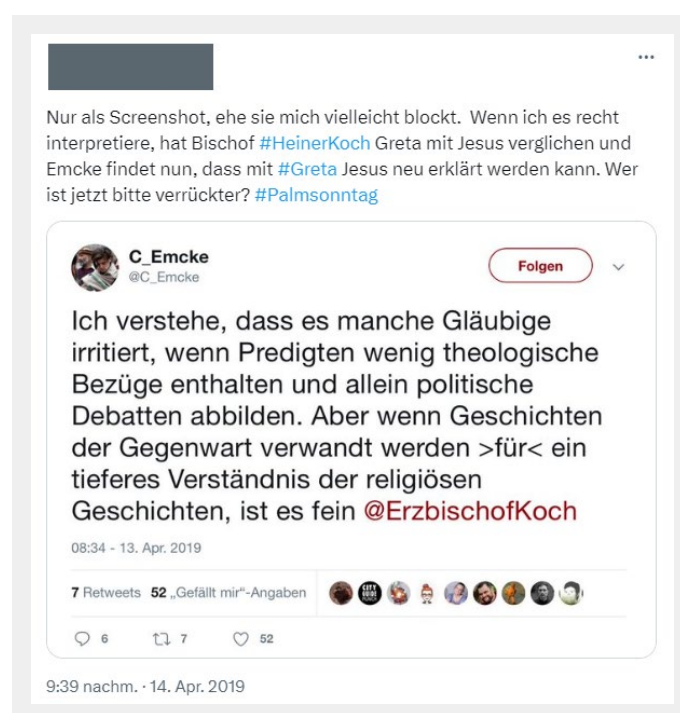 Nur als Screenshot, ehe sie mich vielleicht blockt. Wenn ich es recht
interpretiere, hat Bischof #HeinerKoch Greta mit Jesus verglichen und
Emcke findet nun, dass mit #Greta Jesus neu erklärt werden kann. Wer
ist jetzt bitte verrückter? #Palmsonntag
C_Emcke
@C_Emcke
Folgen
Ich verstehe, dass es manche Gläubige
irritiert, wenn Predigten wenig theologische
Bezüge enthalten und allein politische
Debatten abbilden. Aber wenn Geschichten
der Gegenwart verwandt werden >für< ein
tieferes Verständnis der religiösen
Geschichten, ist es fein @ErzbischofKoch
08:34 - 13. Apr. 2019
7 Retweets 52 „Gefällt mir“-Angaben
6 7 52
9:39 nachm. · 14. Apr. 2019